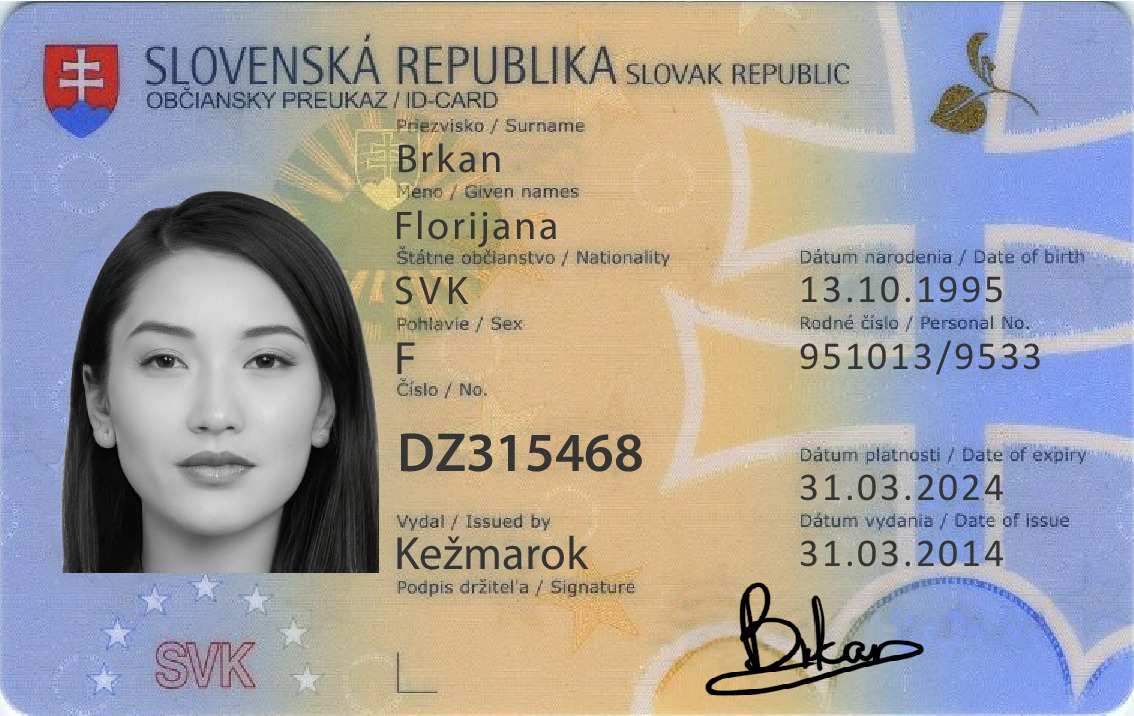 SLOVENSKÁ REPUBLIKA SLOVAK REPUBLIC
OBČIANSKY PREUKAZ / ID-CARD
Priezvisko / Surname
Brkan
Meno / Given names
Florijana
Štátne občianstvo / Nationality
SVK
Dátum narodenia / Date of birth
13.10.1995
Pohlavie / Sex
F
Rodné číslo / Personal No.
951013/9533
Číslo / No.
DZ315468
Dátum platnosti / Date of expiry
31.03.2024
Vydal / Issued by
Kežmarok
Dátum vydania / Date of issue
31.03.2014
Podpis držiteľa / Signature
Brkan
SVK